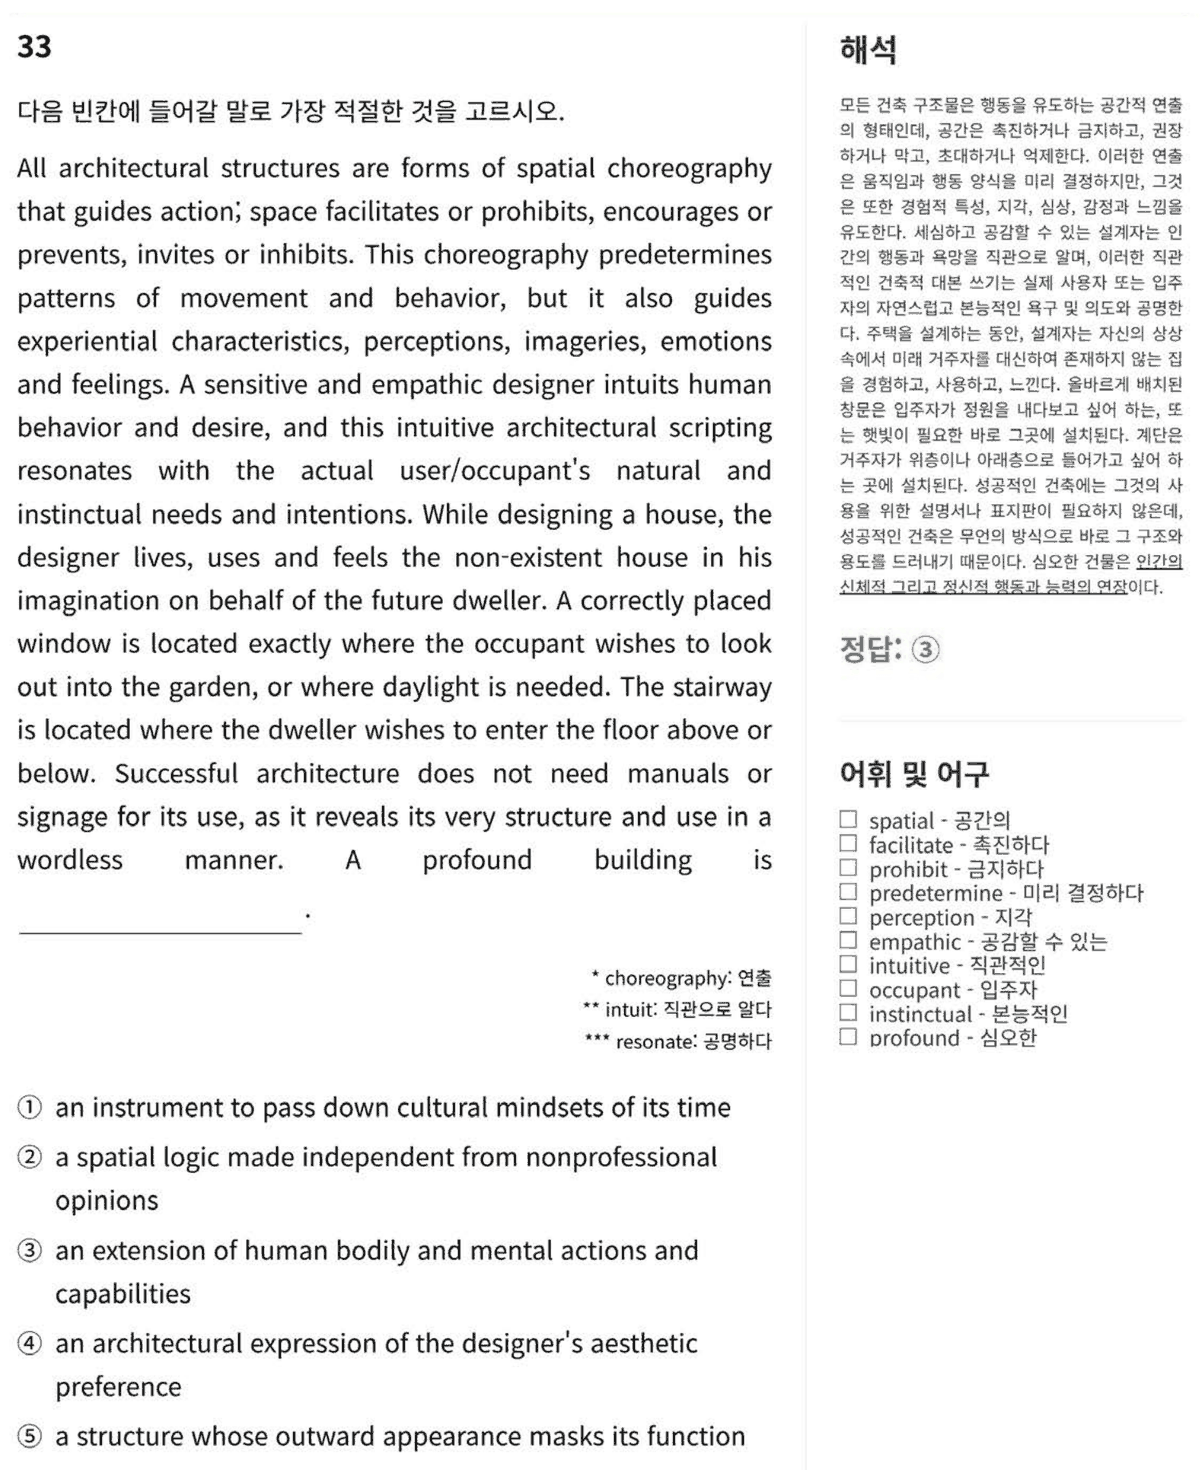 33
다음 빈칸에 들어갈 말로 가장 적절한 것을 고르시오.
All architectural structures are forms of spatial choreography
that guides action; space facilitates or prohibits, encourages or
prevents, invites or inhibits. This choreography predetermines
patterns of movement and behavior, but it also guides
experiential characteristics, perceptions, imageries, emotions
and feelings. A sensitive and empathic designer intuits human
behavior and desire, and this intuitive architectural scripting
resonates with the actual user/occupant's natural and
instinctual needs and intentions. While designing a house, the
designer lives, uses and feels the non-existent house in his
imagination on behalf of the future dweller. A correctly placed
window is located exactly where the occupant wishes to look
out into the garden, or where daylight is needed. The stairway
is located where the dweller wishes to enter the floor above or
below. Successful architecture does not need manuals or
signage for its use, as it reveals its very structure and use in a
wordless manner. A profound building is
____________________.
* choreography: 연출
** intuit: 직관으로 알다
*** resonate: 공명하다
① an instrument to pass down cultural mindsets of its time
② a spatial logic made independent from nonprofessional
opinions
③ an extension of human bodily and mental actions and
capabilities
④ an architectural expression of the designer's aesthetic
preference
⑤ a structure whose outward appearance masks its function
해석
모든 건축 구조물은 행동을 유도하는 공간적 연출
의 형태인데, 공간은 촉진하거나 금지하고, 권장
하거나 막고, 초대하거나 억제한다. 이러한 연출
은 움직임과 행동 양식을 미리 결정하지만, 그것
은 또한 경험적 특성, 지각, 심상, 감정과 느낌을
유도한다. 세심하고 공감할 수 있는 설계자는 인
간의 행동과 욕망을 직관으로 알며, 이러한 직관
적인 건축적 대본 쓰기는 실제 사용자 또는 입주
자의 자연스럽고 본능적인 욕구 및 의도와 공명한
다. 주택을 설계하는 동안, 설계자는 자신의 상상
속에서 미래 거주자를 대신하여 존재하지 않는 집
을 경험하고, 사용하고, 느낀다. 올바르게 배치된
창문은 입주자가 정원을 내다보고 싶어 하는, 또
는 햇빛이 필요한 바로 그곳에 설치된다. 계단은
거주자가 위층이나 아래층으로 들어가고 싶어 하
는 곳에 설치된다. 성공적인 건축에는 그것의 사
용을 위한 설명서나 표지판이 필요하지 않은데,
성공적인 건축은 무언의 방식으로 바로 그 구조와
용도를 드러내기 때문이다. 심오한 건물은 인간의
신체적 그리고 정신적 행동과 능력의 연장이다.
정답: ③
어휘 및 어구
□ spatial - 공간의
□ facilitate - 촉진하다
□ prohibit - 금지하다
□ predetermine - 미리 결정하다
□ perception - 지각
□ empathic - 공감할 수 있는
□ intuitive - 직관적인
□ occupant - 입주자
□ instinctual - 본능적인
□ profound - 심오한